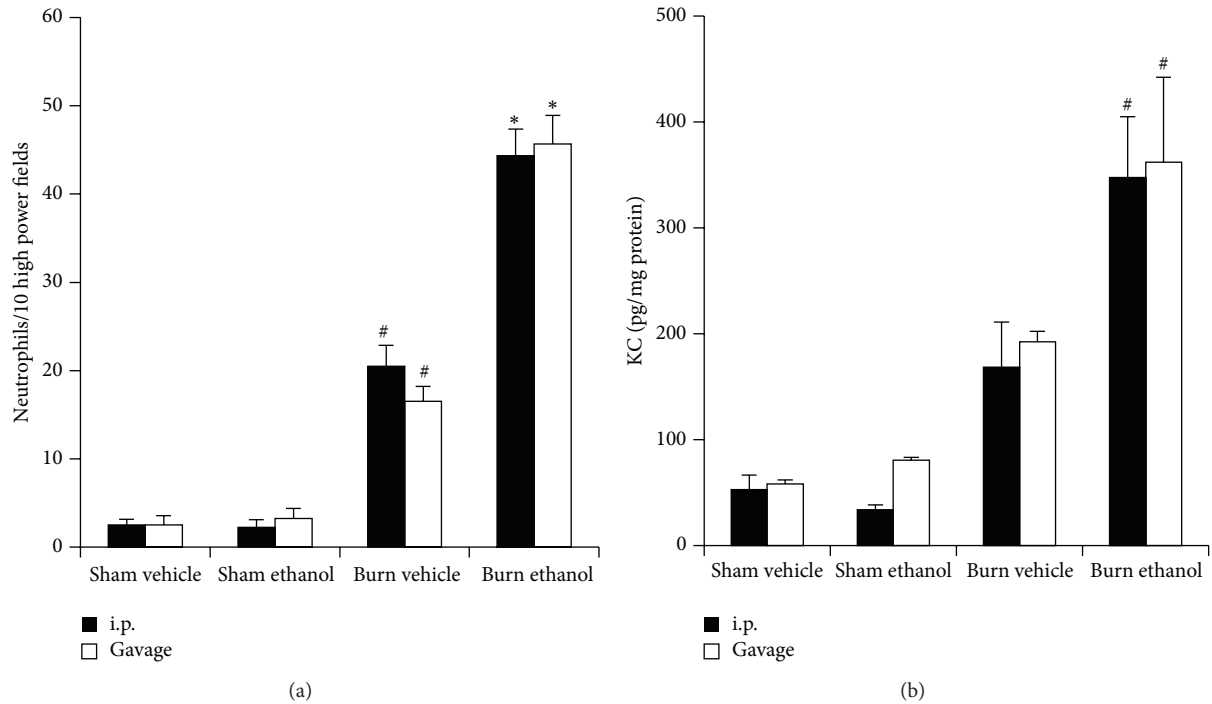 60
50
40
30
20
10
0
Neutrophils/10 high power fields
#
#
*
*
Sham vehicle Sham ethanol Burn vehicle Burn ethanol
i.p.
Gavage
(a)
500
400
300
200
100
0
KC (pg/mg protein)
#
#
Sham vehicle Sham ethanol Burn vehicle Burn ethanol
i.p.
Gavage
(b)